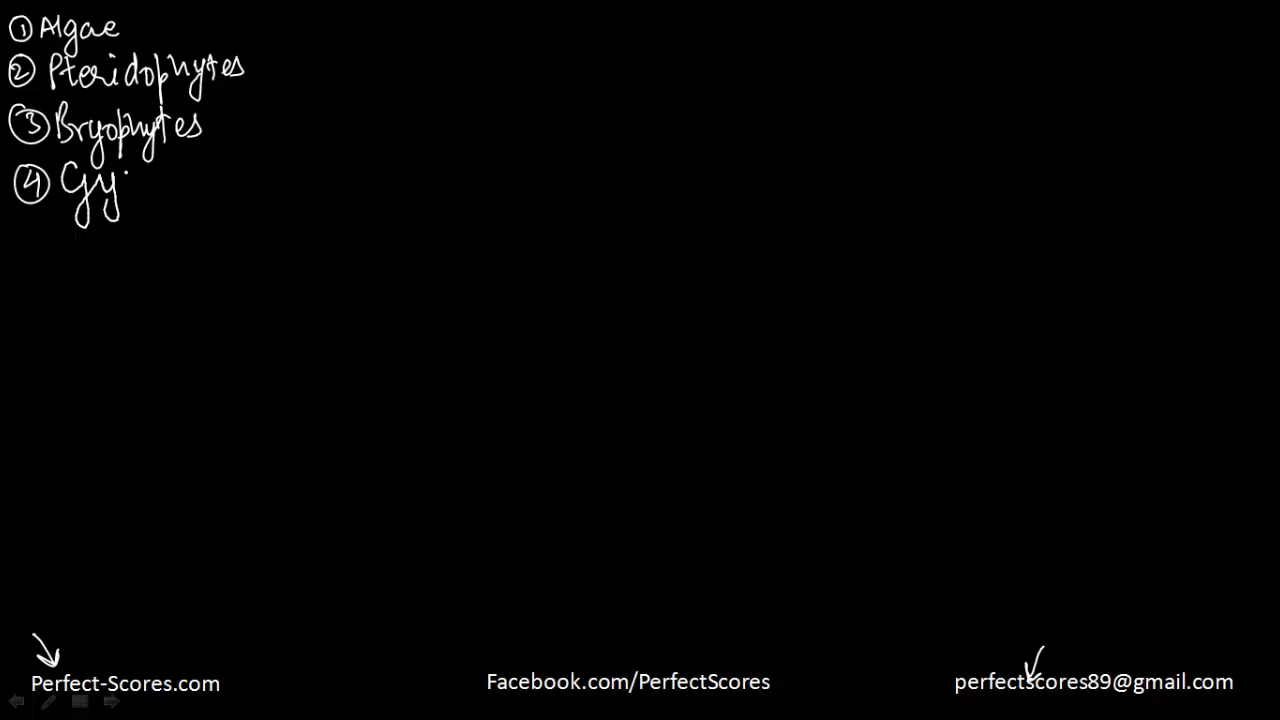 ① Algae
② Pteridophytes
③ Bryophytes
④ Gy
Perfect-Scores.com
Facebook.com/PerfectScores
perfectscores89@gmail.com